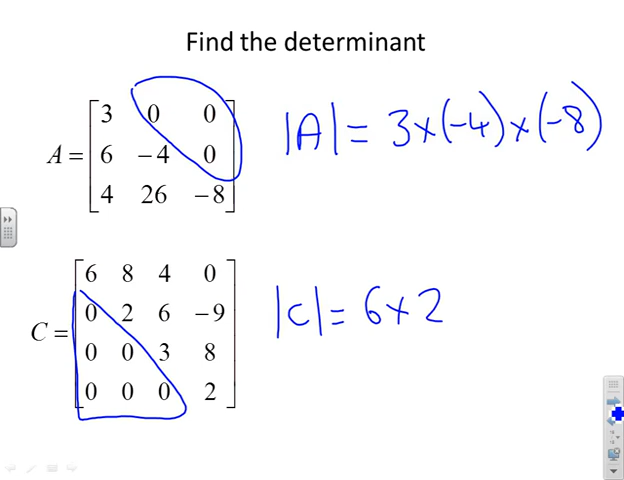 Find the determinant
A = [ 3 0 0
6 −4 0
4 26 −8 ]
|A| = 3 × (−4) × (−8)
C = [ 6 8 4 0
0 2 6 −9
0 0 3 8
0 0 0 2 ]
|C| = 6 × 2